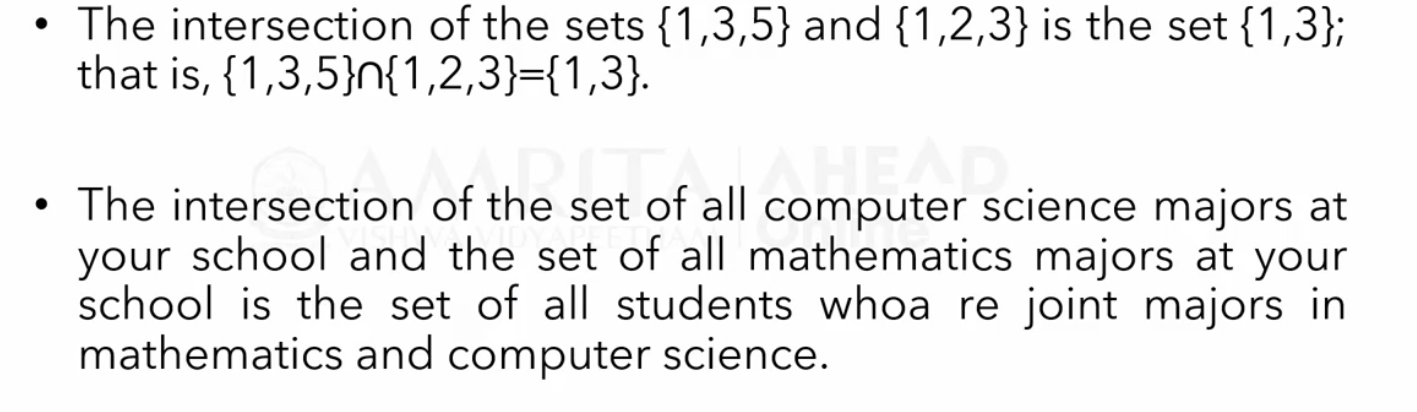 • The intersection of the sets {1,3,5} and {1,2,3} is the set {1,3};
that is, {1,3,5}∩{1,2,3}={1,3}.
AMRITA | AHEAD
VISHWA VIDYAPEETHAM | Online
• The intersection of the set of all computer science majors at
your school and the set of all mathematics majors at your
school is the set of all students whoa re joint majors in
mathematics and computer science.